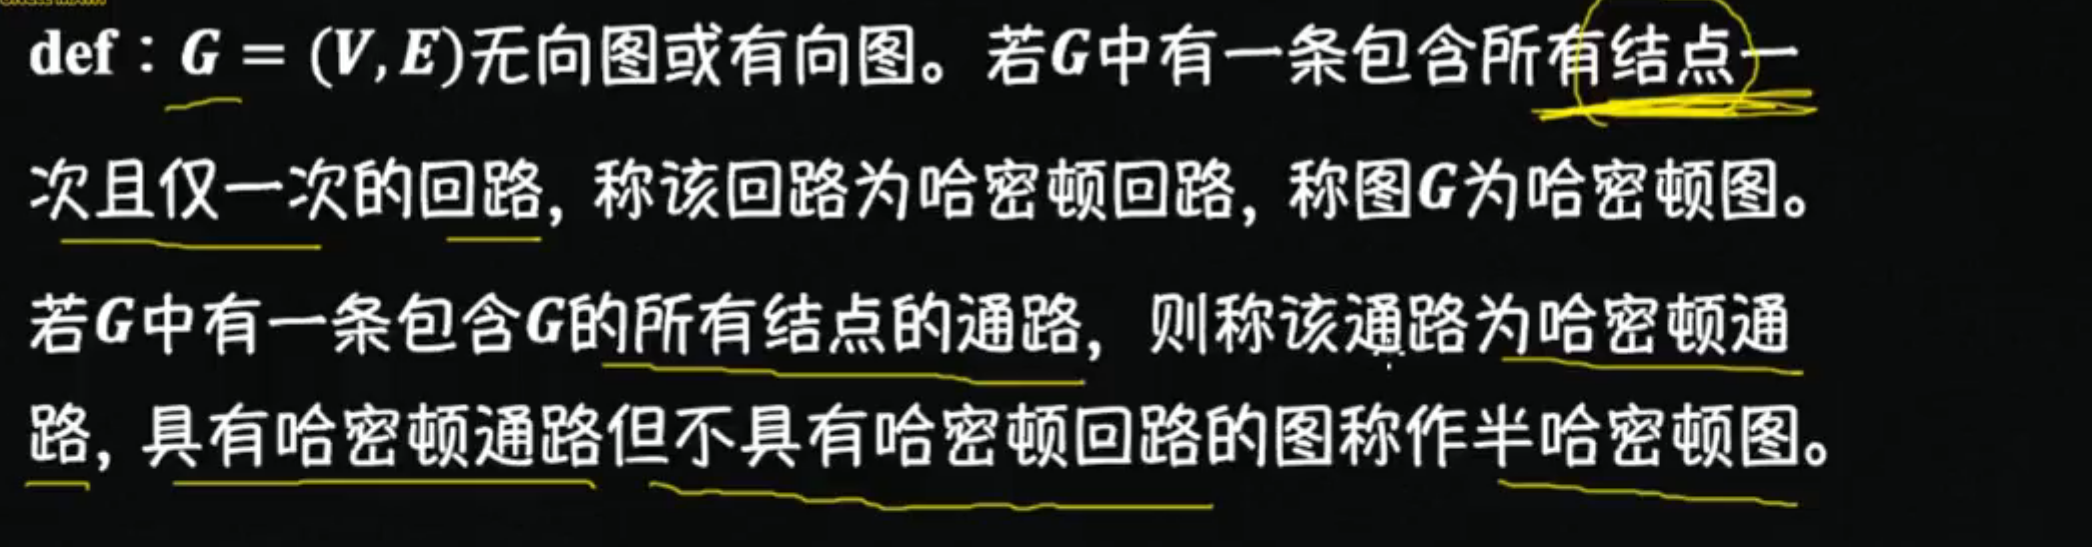 def：G = (V, E)无向图或有向图。若G中有一条包含所有结点一
次且仅一次的回路, 称该回路为哈密顿回路, 称图G为哈密顿图。
若G中有一条包含G的所有结点的通路, 则称该通路为哈密顿通
路, 具有哈密顿通路但不具有哈密顿回路的图称作半哈密顿图。